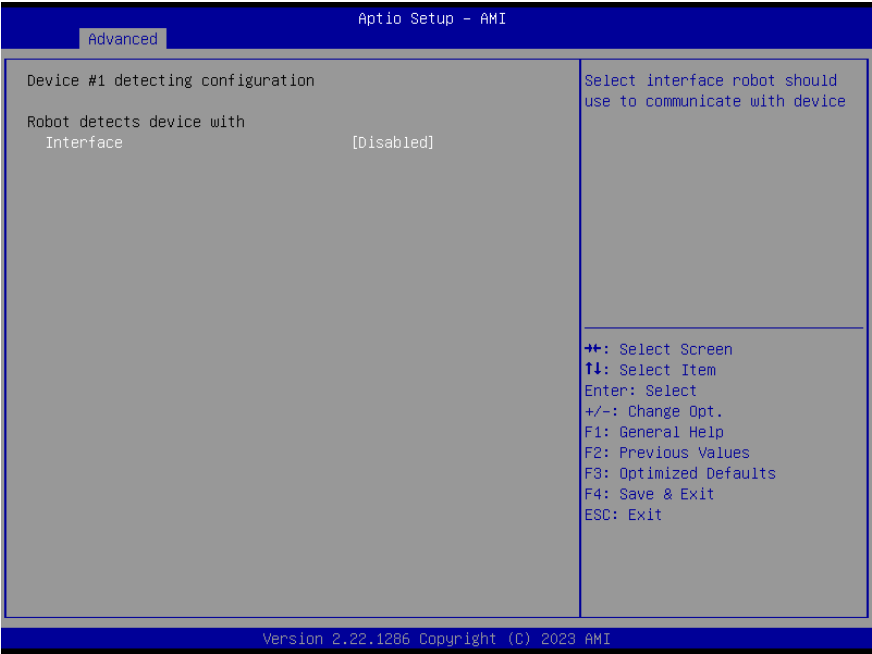 Aptio Setup – AMI
Advanced
Device #1 detecting configuration
Robot detects device with
Interface [Disabled]
Select interface robot should
use to communicate with device
→←: Select Screen
↑↓: Select Item
Enter: Select
+/-: Change Opt.
F1: General Help
F2: Previous Values
F3: Optimized Defaults
F4: Save & Exit
ESC: Exit
Version 2.22.1286 Copyright (C) 2023 AMI